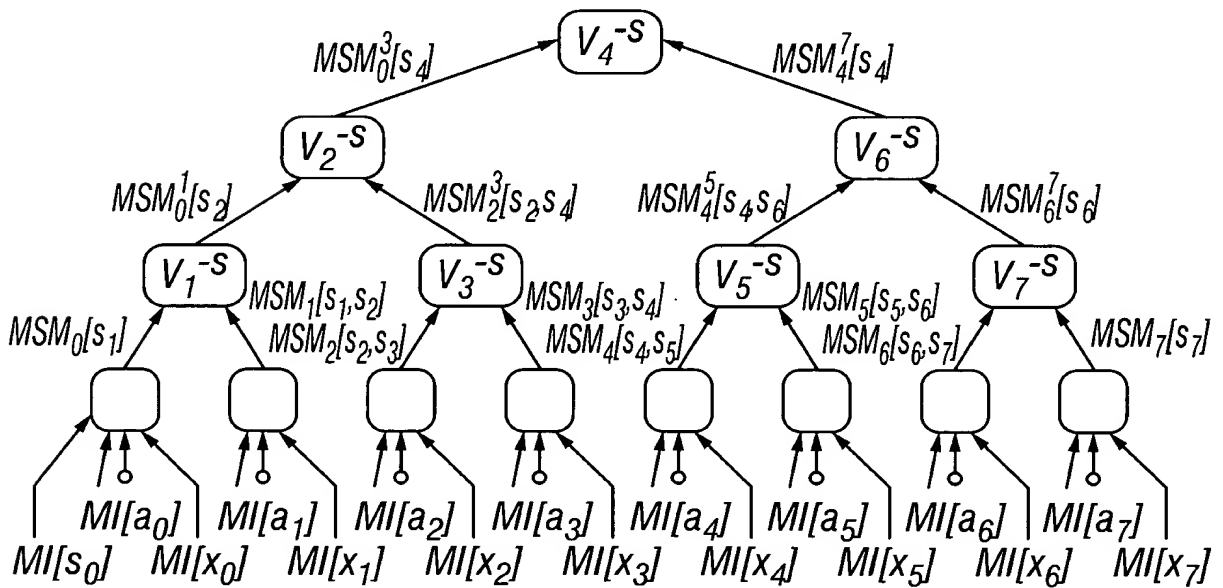 V₄⁻ˢ
MSM₀³[s₄] MSM₄⁷[s₄]
V₂⁻ˢ V₆⁻ˢ
MSM₀¹[s₂] MSM₂³[s₂,s₄] MSM₄⁵[s₄,s₆] MSM₆⁷[s₆]
V₁⁻ˢ V₃⁻ˢ V₅⁻ˢ V₇⁻ˢ
MSM₁[s₁,s₂] MSM₃[s₃,s₄] MSM₅[s₅,s₆]
MSM₀[s₁] MSM₂[s₂,s₃] MSM₄[s₄,s₅] MSM₆[s₆,s₇] MSM₇[s₇]
MI[a₀] MI[a₁] MI[a₂] MI[a₃] MI[a₄] MI[a₅] MI[a₆] MI[a₇]
MI[s₀] MI[x₀] MI[x₁] MI[x₂] MI[x₃] MI[x₄] MI[x₅] MI[x₆] MI[x₇]